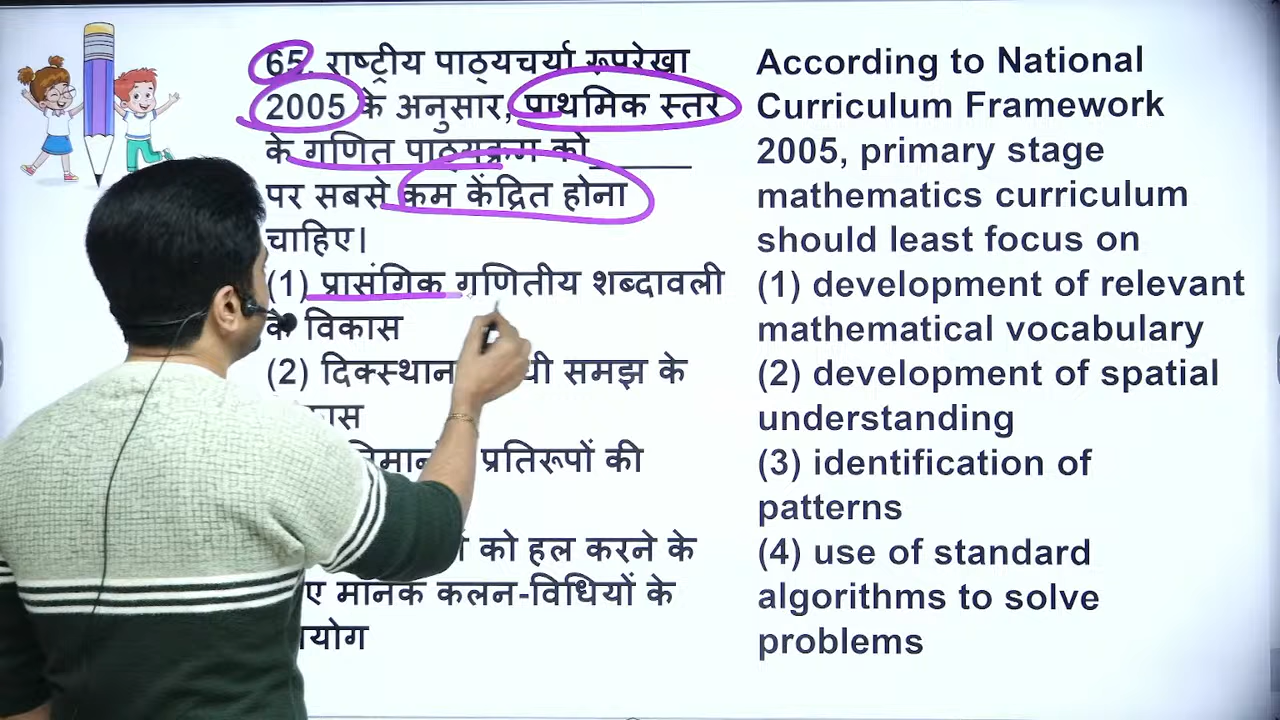 65. राष्ट्रीय पाठ्यचर्या रूपरेखा
2005 के अनुसार, प्राथमिक स्तर
के गणित पाठ्यक्रम को______
पर सबसे कम केंद्रित होना
चाहिए।
(1) प्रासंगिक गणितीय शब्दावली
के विकास
(2) दिक्स्थान समझ के
प्रतिरूपों की
को हल करने के
मानक कलन-विधियों के
According to National
Curriculum Framework
2005, primary stage
mathematics curriculum
should least focus on
(1) development of relevant
mathematical vocabulary
(2) development of spatial
understanding
(3) identification of
patterns
(4) use of standard
algorithms to solve
problems